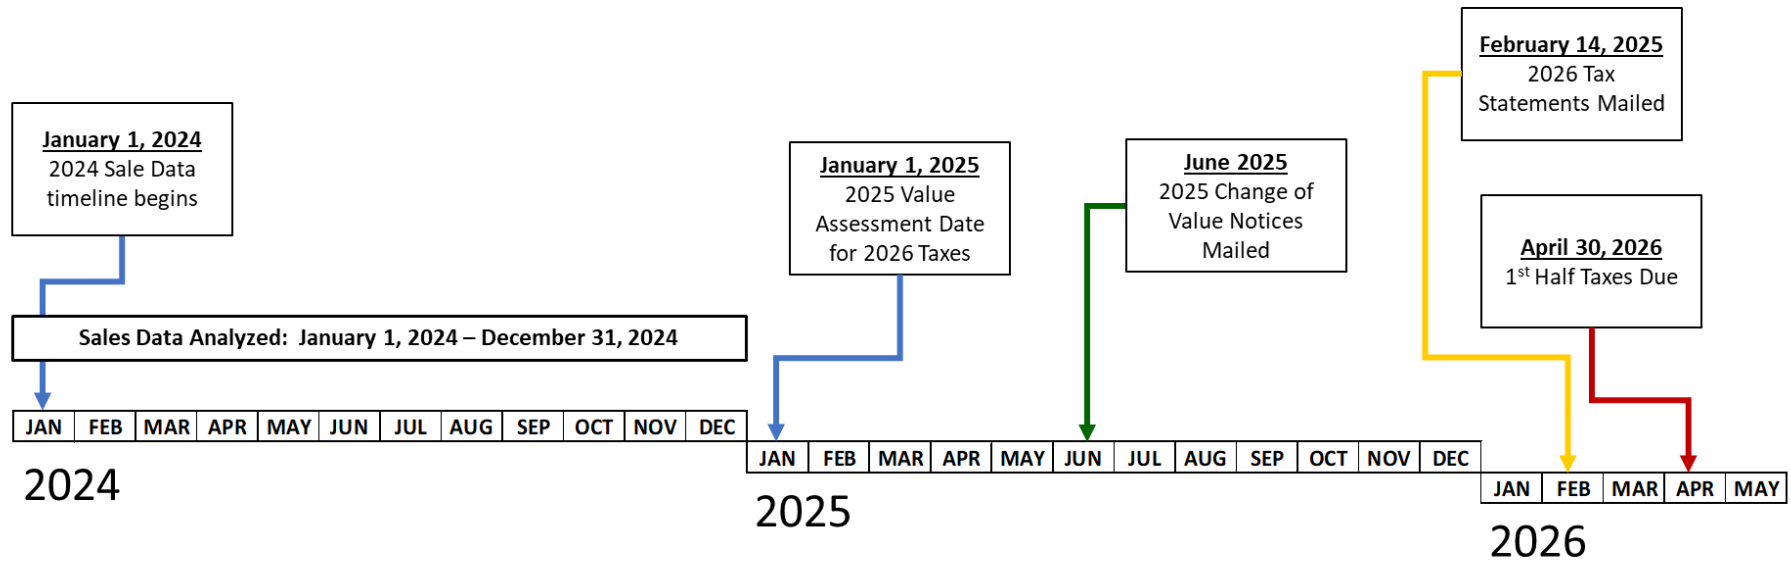 February 14, 2025
2026 Tax
Statements Mailed
January 1, 2024
2024 Sale Data
timeline begins
January 1, 2025
2025 Value
Assessment Date
for 2026 Taxes
June 2025
2025 Change of
Value Notices
Mailed
April 30, 2026
1st Half Taxes Due
Sales Data Analyzed: January 1, 2024 – December 31, 2024
JAN FEB MAR APR MAY JUN JUL AUG SEP OCT NOV DEC
2024
JAN FEB MAR APR MAY JUN JUL AUG SEP OCT NOV DEC
2025
JAN FEB MAR APR MAY
2026